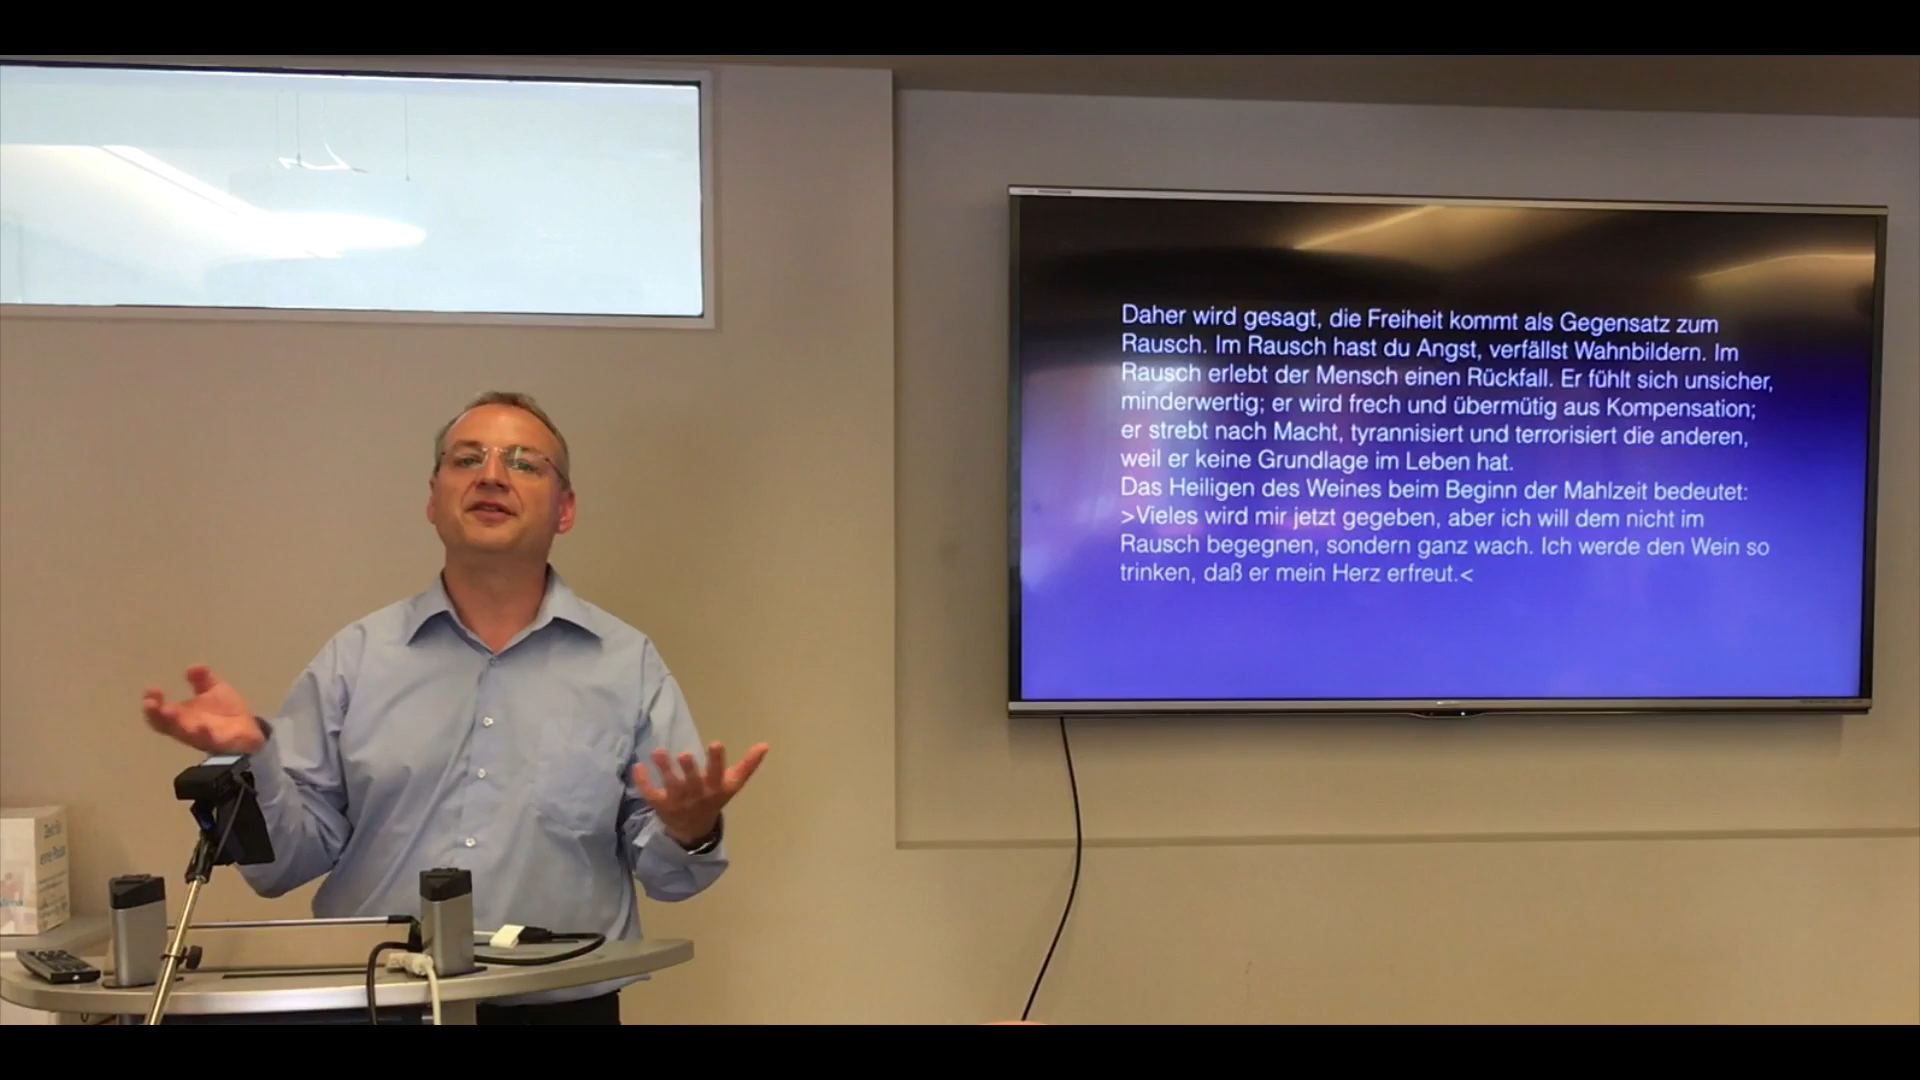 Daher wird gesagt, die Freiheit kommt als Gegensatz zum
Rausch. Im Rausch hast du Angst, verfällst Wahnbildern. Im
Rausch erlebt der Mensch einen Rückfall. Er fühlt sich unsicher,
minderwertig; er wird frech und übermütig aus Kompensation;
er strebt nach Macht, tyrannisiert und terrorisiert die anderen,
weil er keine Grundlage im Leben hat.
Das Heiligen des Weines beim Beginn der Mahlzeit bedeutet:
>Vieles wird mir jetzt gegeben, aber ich will dem nicht im
Rausch begegnen, sondern ganz wach. Ich werde den Wein so
trinken, daß er mein Herz erfreut.<
Zeit für
eine Pause